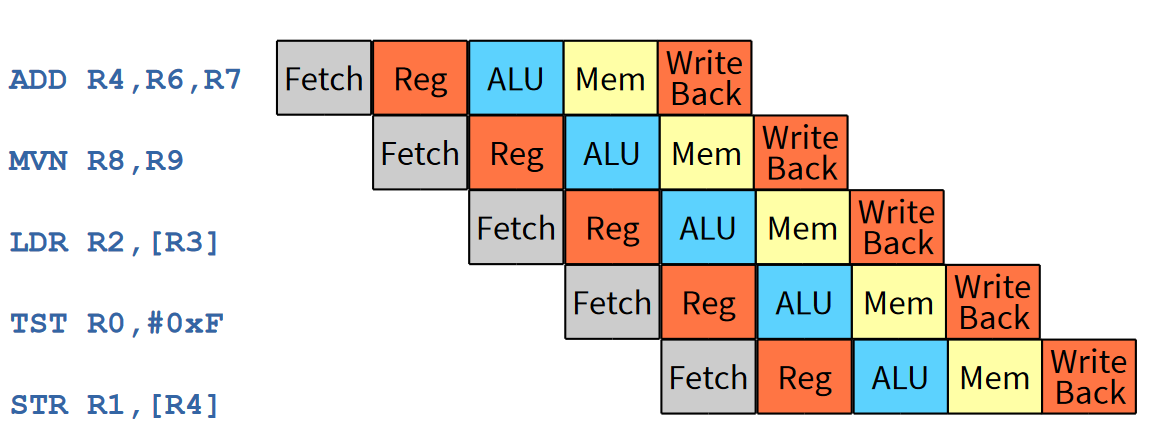 ADD R4,R6,R7 Fetch Reg ALU Mem Write Back
MVN R8,R9 Fetch Reg ALU Mem Write Back
LDR R2,[R3] Fetch Reg ALU Mem Write Back
TST R0,#0xF Fetch Reg ALU Mem Write Back
STR R1,[R4] Fetch Reg ALU Mem Write Back